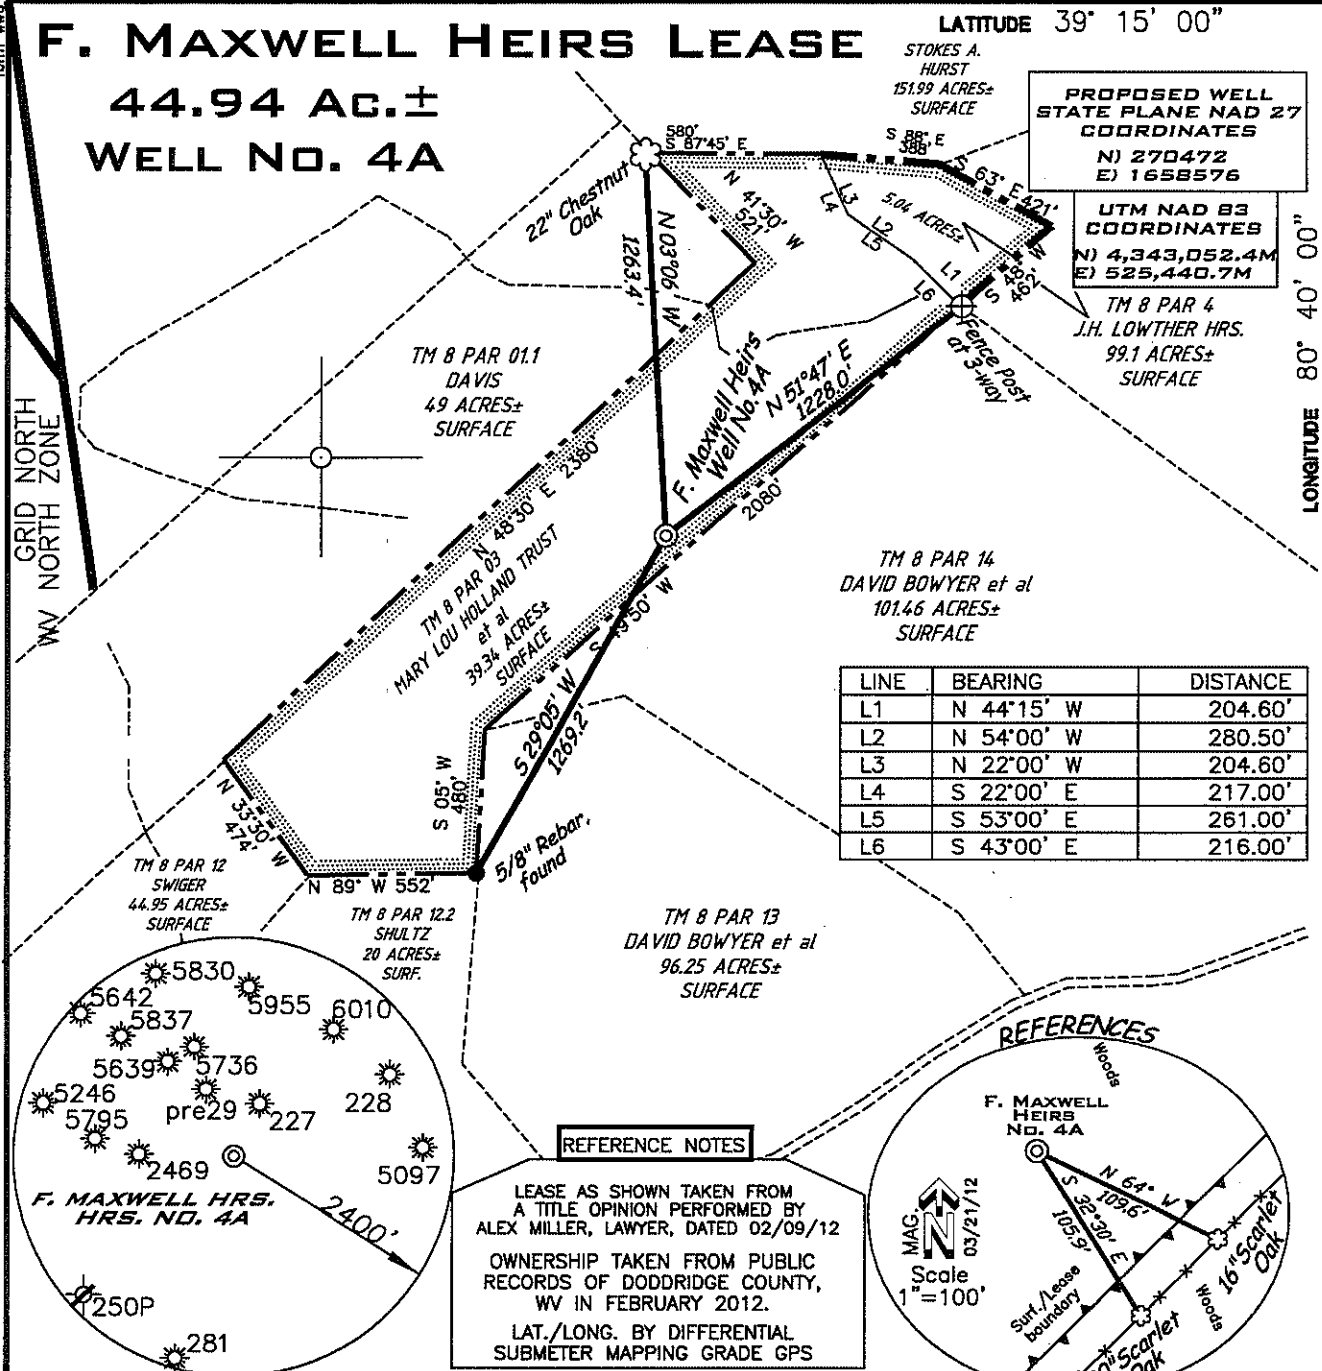 F. MAXWELL HEIRS LEASE
44.94 AC.±
WELL NO. 4A
LATITUDE 39° 15' 00"
STOKES A.
HURST
151.99 ACRES±
SURFACE
PROPOSED WELL
STATE PLANE NAD 27
COORDINATES
N) 270472
E) 1658576
UTM NAD 83
COORDINATES
N) 4,343,052.4M
E) 525,440.7M
LONGITUDE 80° 40' 00"
GRID NORTH
WV NORTH ZONE
22" Chestnut
Oak
580'
S 87°45' E
S 88° E
388'
S 63° E 421'
N 41°30' W
521'
N 03°06' W
1263.4'
L3
L4
L2
L5
5.04 ACRES±
L1
L6
S 48° W
462'
TM 8 PAR 4
J.H. LOWTHER HRS.
99.1 ACRES±
SURFACE
Fence Post
at 3-way
TM 8 PAR 01.1
DAVIS
49 ACRES±
SURFACE
F. Maxwell Heirs
Well No.4A
N 51°47' E
1228.0'
N 48°30' E 2380'
2080'
S 49°50' W
TM 8 PAR 03
MARY LOU HOLLAND TRUST
et al
39.34 ACRES±
SURFACE
TM 8 PAR 14
DAVID BOWYER et al
101.46 ACRES±
SURFACE
S 29°05' W
1269.2'
S 05° W
480'
N 33°30' W
474'
N 89° W 552'
5/8" Rebar,
found
LINE BEARING DISTANCE
L1 N 44°15' W 204.60'
L2 N 54°00' W 280.50'
L3 N 22°00' W 204.60'
L4 S 22°00' E 217.00'
L5 S 53°00' E 261.00'
L6 S 43°00' E 216.00'
TM 8 PAR 12
SWIGER
44.95 ACRES±
SURFACE
TM 8 PAR 12.2
SHULTZ
20 ACRES±
SURF.
TM 8 PAR 13
DAVID BOWYER et al
96.25 ACRES±
SURFACE
5830
5642
5955
5837
6010
5639
5736
5246
pre29
227
228
5795
2469
5097
F. MAXWELL HRS.
HRS. NO. 4A
2400'
250P
281
REFERENCE NOTES
LEASE AS SHOWN TAKEN FROM
A TITLE OPINION PERFORMED BY
ALEX MILLER, LAWYER, DATED 02/09/12
OWNERSHIP TAKEN FROM PUBLIC
RECORDS OF DODDRIDGE COUNTY,
WV IN FEBRUARY 2012.
LAT./LONG. BY DIFFERENTIAL
SUBMETER MAPPING GRADE GPS
REFERENCES
Woods
F. MAXWELL
HEIRS
NO. 4A
N 64° W
109.6'
S 32°30' E
105.9'
MAG.
N
03/21/12
Scale
1"=100'
Surf./Lease
boundary
16" Scarlet
Oak
Woods
Scarlet
Oak